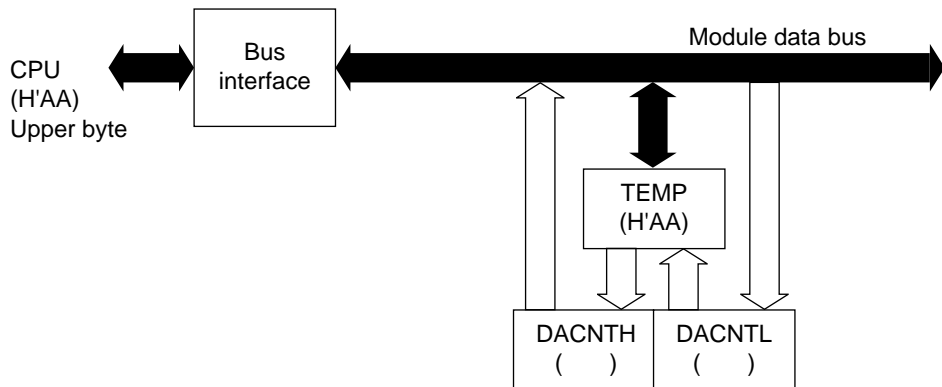 CPU
(H'AA)
Upper byte
Bus
interface
Module data bus
TEMP
(H'AA)
DACNTH
(    )
DACNTL
(    )